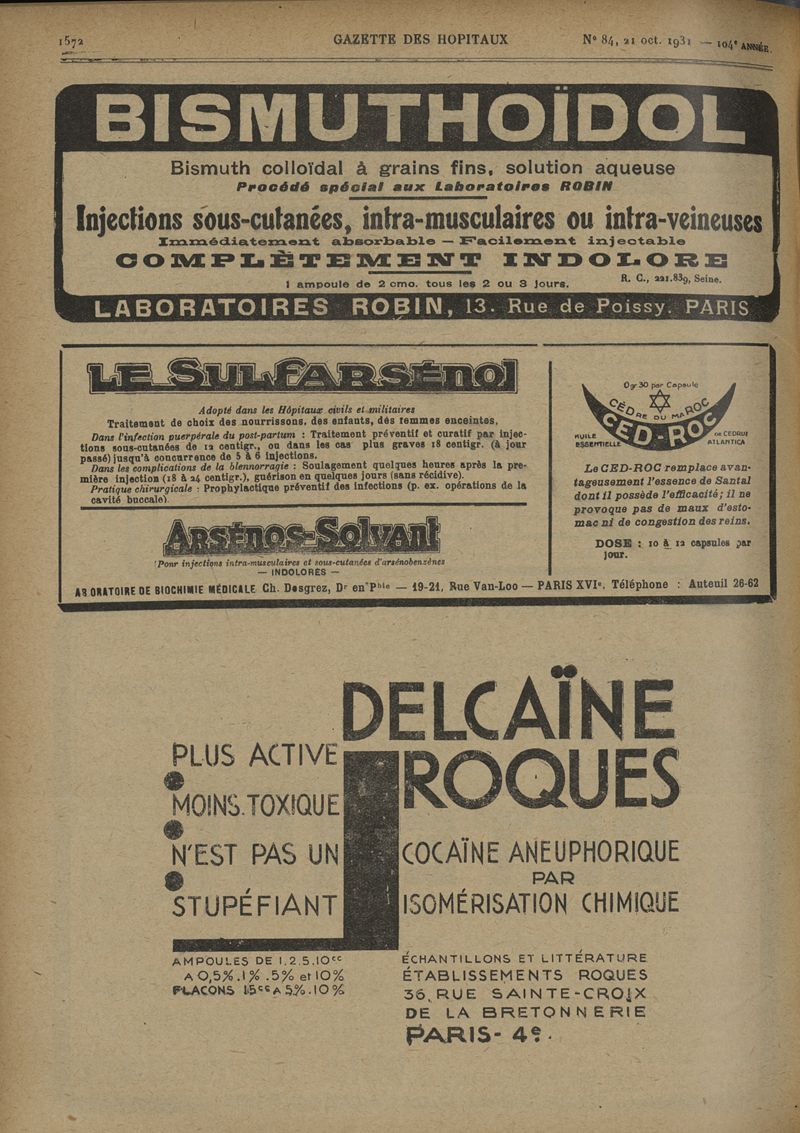 1572 GAZETTE DES HOPITAUX N° 84, 21 oct. 1931 — 104e ANNÉE.
BISMUTHOÏDOL
Bismuth colloïdal à grains fins, solution aqueuse
Procédé spécial aux Laboratoires ROBIN
Injections sous-cutanées, intra-musculaires ou intra-veineuses
Immédiatement absorbable — Facilement injectable
COMPLÈTEMENT INDOLORE
1 ampoule de 2 cmc. tous les 2 ou 3 jours.
R. C., 221.839, Seine.
LABORATOIRES ROBIN, 13. Rue de Poissy. PARIS
LE SULFARSÉNOL
Adopté dans les Hôpitaux civils et militaires
Traitement de choix des nourrissons, des enfants, des femmes enceintes.
Dans l'infection puerpérale du post-partum : Traitement préventif et curatif par injec-
tions sous-cutanées de 12 centigr., ou dans les cas plus graves 18 centigr. (à jour
passé) jusqu'à concurrence de 5 à 6 injections.
Dans les complications de la blennorragie : Soulagement quelques heures après la pre-
mière injection (18 à 24 centigr.), guérison en quelques jours (sans récidive).
Pratique chirurgicale : Prophylactique préventif des infections (p. ex. opérations de la
cavité buccale).
ARSÉNOS-SOLVANT
Pour injections intra-musculaires et sous-cutanées d'arsénobenzènes
— INDOLORES —
0gr30 par Capsule
CÈDRE DU MAROC
CED-ROC
HUILE
ESSENTIELLE
DE CEDRUS
ATLANTICA
Le CED-ROC remplace avan-
tageusement l'essence de Santal
dont il possède l'efficacité; il ne
provoque pas de maux d'esto-
mac ni de congestion des reins.
DOSE : 10 à 12 capsules par
jour.
ABORATOIRE DE BIOCHIMIE MÉDICALE Ch. Desgrez, Dr en Phie — 19-21, Rue Van-Loo — PARIS XVIe. Téléphone : Auteuil 26-62
DELCAÏNE
ROQUES
PLUS ACTIVE
MOINS.TOXIQUE
N'EST PAS UN
STUPÉFIANT
COCAÏNE ANEUPHORIQUE
PAR
ISOMÉRISATION CHIMIQUE
AMPOULES DE 1.2.5.10cc
A 0,5%.1%.5% et 10%
FLACONS 15cc A 5%.10%
ÉCHANTILLONS ET LITTÉRATURE
ÉTABLISSEMENTS ROQUES
36, RUE SAINTE-CROIX
DE LA BRETONNERIE
PARIS- 4e.